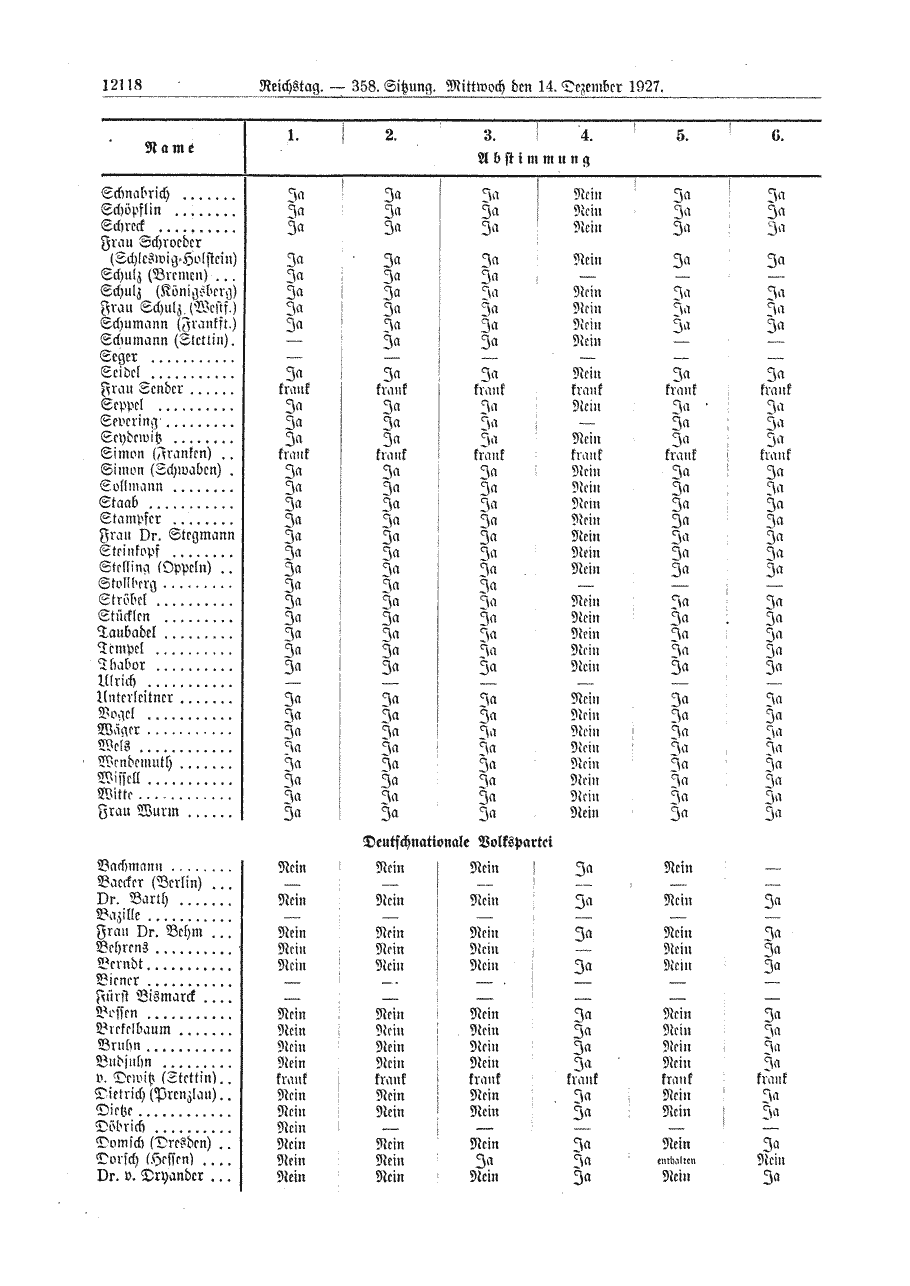 12118 Reichstag. — 358. Sitzung. Mittwoch den 14. Dezember 1927.
Name 1. 2. 3. 4. 5. 6.
Abstimmung
Schnabrich ....... Ja Ja Ja Nein Ja Ja
Schöpflin ........ Ja Ja Ja Nein Ja Ja
Schreck .......... Ja Ja Ja Nein Ja Ja
Frau Schroeder
(Schleswig-Holstein) Ja Ja Ja Nein Ja Ja
Schulz (Bremen) ... Ja Ja Ja — — —
Schulz (Königsberg) Ja Ja Ja Nein Ja Ja
Frau Schulz (Westf.) Ja Ja Ja Nein Ja Ja
Schumann (Frankft.) Ja Ja Ja Nein Ja Ja
Schumann (Stettin). — Ja Ja Nein — —
Seger ........... — — — — — —
Seidel ........... Ja Ja Ja Nein Ja Ja
Frau Sender ...... krank krank krank krank krank krank
Seppel .......... Ja Ja Ja Nein Ja Ja
Severing ......... Ja Ja Ja — Ja Ja
Seydewitz ........ Ja Ja Ja Nein Ja Ja
Simon (Franken) .. krank krank krank krank krank krank
Simon (Schwaben) . Ja Ja Ja Nein Ja Ja
Sollmann ........ Ja Ja Ja Nein Ja Ja
Staab ........... Ja Ja Ja Nein Ja Ja
Stampfer ........ Ja Ja Ja Nein Ja Ja
Frau Dr. Stegmann Ja Ja Ja Nein Ja Ja
Steinkopf ........ Ja Ja Ja Nein Ja Ja
Stelling (Oppeln) .. Ja Ja Ja Nein Ja Ja
Stollberg ......... Ja Ja Ja — — —
Ströbel .......... Ja Ja Ja Nein Ja Ja
Stücklen ......... Ja Ja Ja Nein Ja Ja
Taubadel ......... Ja Ja Ja Nein Ja Ja
Tempel .......... Ja Ja Ja Nein Ja Ja
Thabor .......... Ja Ja Ja Nein Ja Ja
Ulrich ........... — — — — — —
Unterleitner ....... Ja Ja Ja Nein Ja Ja
Vogel ........... Ja Ja Ja Nein Ja Ja
Wäger ........... Ja Ja Ja Nein Ja Ja
Wels ............ Ja Ja Ja Nein Ja Ja
Wendemuth ....... Ja Ja Ja Nein Ja Ja
Wissell ........... Ja Ja Ja Nein Ja Ja
Witte ............ Ja Ja Ja Nein Ja Ja
Frau Wurm ...... Ja Ja Ja Nein Ja Ja
Deutschnationale Volkspartei
Bachmann ........ Nein Nein Nein Ja Nein —
Baecker (Berlin) ... — — — — — —
Dr. Barth ....... Nein Nein Nein Ja Nein Ja
Bazille ........... — — — — — —
Frau Dr. Behm ... Nein Nein Nein Ja Nein Ja
Behrens .......... Nein Nein Nein — Nein Ja
Berndt........... Nein Nein Nein Ja Nein Ja
Biener ........... — — — — — —
Fürst Bismarck .... — — — — — —
Bossen ........... Nein Nein Nein Ja Nein Ja
Brekelbaum ....... Nein Nein Nein Ja Nein Ja
Bruhn ........... Nein Nein Nein Ja Nein Ja
Budjuhn ......... Nein Nein Nein Ja Nein Ja
v. Dewitz (Stettin).. krank krank krank krank krank krank
Dietrich (Prenzlau).. Nein Nein Nein Ja Nein Ja
Dietze ............ Nein Nein Nein Ja Nein Ja
Döbrich .......... Nein — — — — —
Domsch (Dresden) .. Nein Nein Nein Ja Nein Ja
Dorsch (Hessen) .... Nein Nein Ja Ja enthalten Nein
Dr. v. Dryander ... Nein Nein Nein Ja Nein Ja